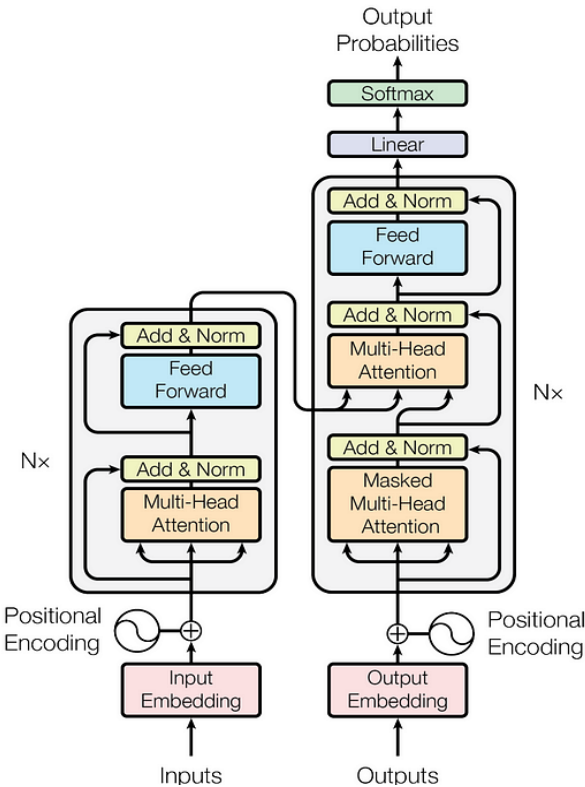 Output
Probabilities
Softmax
Linear
Add & Norm
Feed
Forward
Add & Norm
Multi-Head
Attention
Add & Norm
Masked
Multi-Head
Attention
N×
Positional
Encoding
Output
Embedding
Outputs
Add & Norm
Feed
Forward
Add & Norm
Multi-Head
Attention
N×
Positional
Encoding
Input
Embedding
Inputs